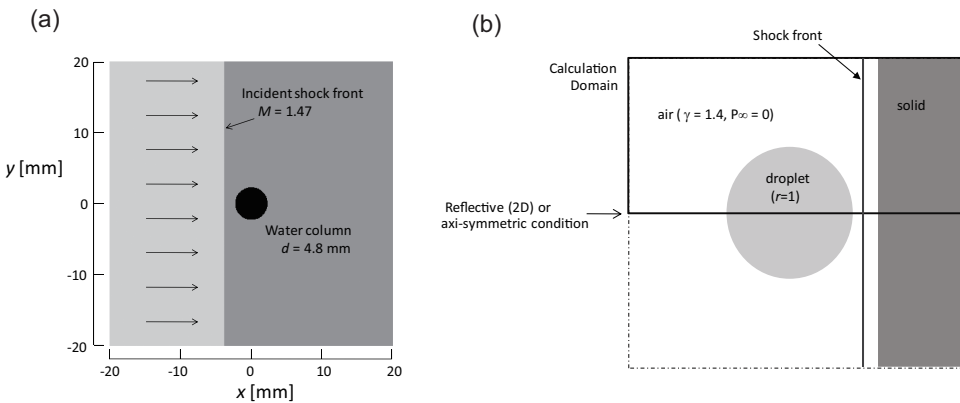 (a)
20
10
y [mm]
0
-10
-20
-20
-10
0
10
20
x [mm]
Incident shock front
M = 1.47
Water column
d = 4.8 mm
(b)
Shock front
Calculation
Domain
air ( γ = 1.4, P∞ = 0)
solid
droplet
(r=1)
Reflective (2D) or
axi-symmetric condition